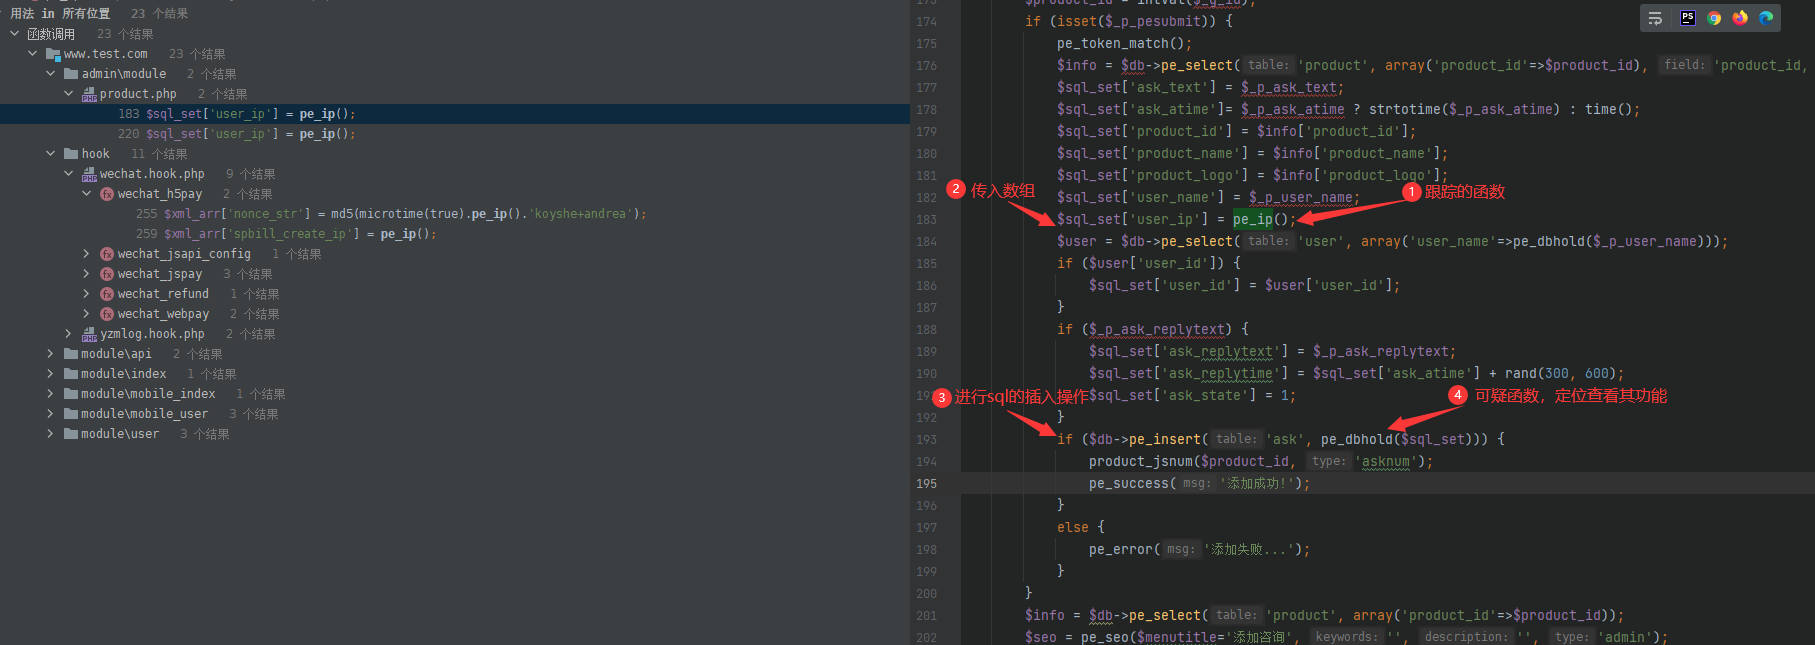 用法 in 所有位置 23 个结果
函数调用 23 个结果
www.test.com 23 个结果
admin\module 2 个结果
product.php 2 个结果
183 $sql_set['user_ip'] = pe_ip();
220 $sql_set['user_ip'] = pe_ip();
hook 11 个结果
wechat.hook.php 9 个结果
wechat_h5pay 2 个结果
255 $xml_arr['nonce_str'] = md5(microtime(true).pe_ip().'koyshe+andrea');
259 $xml_arr['spbill_create_ip'] = pe_ip();
wechat_jsapi_config 1 个结果
wechat_jspay 3 个结果
wechat_refund 1 个结果
wechat_webpay 2 个结果
yzmlog.hook.php 2 个结果
module\api 2 个结果
module\index 1 个结果
module\mobile_index 1 个结果
module\mobile_user 3 个结果
module\user 3 个结果
173 $product_id = intval($_g_id);
174 if (isset($_p_pesubmit)) {
175 pe_token_match();
176 $info = $db->pe_select( table: 'product', array('product_id'=>$product_id), field: 'product_id,
177 $sql_set['ask_text'] = $_p_ask_text;
178 $sql_set['ask_atime']= $_p_ask_atime ? strtotime($_p_ask_atime) : time();
179 $sql_set['product_id'] = $info['product_id'];
180 $sql_set['product_name'] = $info['product_name'];
181 $sql_set['product_logo'] = $info['product_logo'];
2 传入数组
1 跟踪的函数
182 $sql_set['user_name'] = $_p_user_name;
183 $sql_set['user_ip'] = pe_ip();
184 $user = $db->pe_select( table: 'user', array('user_name'=>pe_dbhold($_p_user_name)));
185 if ($user['user_id']) {
186 $sql_set['user_id'] = $user['user_id'];
187 }
188 if ($_p_ask_replytext) {
189 $sql_set['ask_replytext'] = $_p_ask_replytext;
190 $sql_set['ask_replytime'] = $sql_set['ask_atime'] + rand(300, 600);
3 进行sql的插入操作
4 可疑函数，定位查看其功能
$sql_set['ask_state'] = 1;
192 }
193 if ($db->pe_insert( table: 'ask', pe_dbhold($sql_set))) {
194 product_jsnum($product_id, type: 'asknum');
195 pe_success( msg: '添加成功!');
196 }
197 else {
198 pe_error( msg: '添加失败...');
199 }
200 }
201 $info = $db->pe_select( table: 'product', array('product_id'=>$product_id));
202 $seo = pe_seo($menutitle='添加咨询', keywords: '', description: '', type: 'admin');
PS